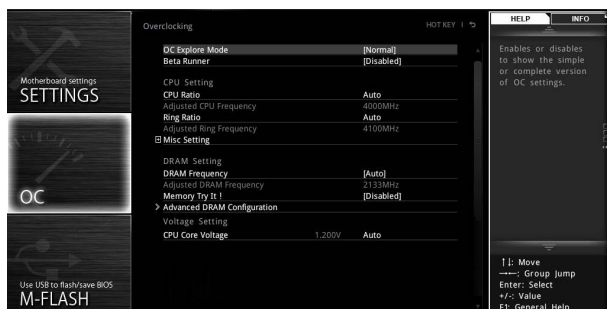 Overclocking
HOT KEY |
HELP
INFO
Motherboard settings
SETTINGS
OC
Use USB to flash/save BIOS
M-FLASH
OC Explore Mode [Normal]
Beta Runner [Disabled]
CPU Setting
CPU Ratio Auto
Adjusted CPU Frequency 4000MHz
Ring Ratio Auto
Adjusted Ring Frequency 4100MHz
Misc Setting
DRAM Setting
DRAM Frequency [Auto]
Adjusted DRAM Frequency 2133MHz
Memory Try It ! [Disabled]
Advanced DRAM Configuration
Voltage Setting
CPU Core Voltage 1.200V Auto
Enables or disables
to show the simple
or complete version
of OC settings.
↑↓: Move
→←: Group Jump
Enter: Select
+/-: Value
F1: General Help